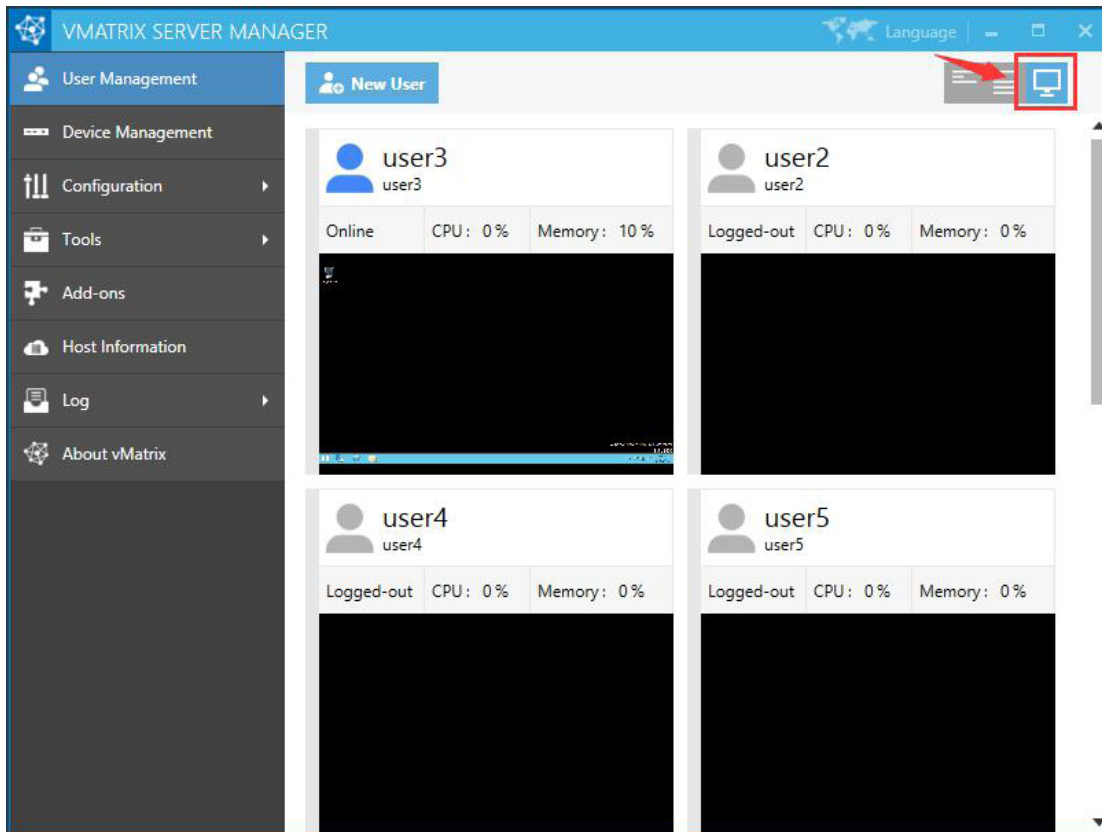 VMATRIX SERVER MANAGER
Language
User Management
New User
Device Management
Configuration
Tools
Add-ons
Host Information
Log
About vMatrix
user3
user3
Online CPU: 0% Memory: 10%
user2
user2
Logged-out CPU: 0% Memory: 0%
user4
user4
Logged-out CPU: 0% Memory: 0%
user5
user5
Logged-out CPU: 0% Memory: 0%